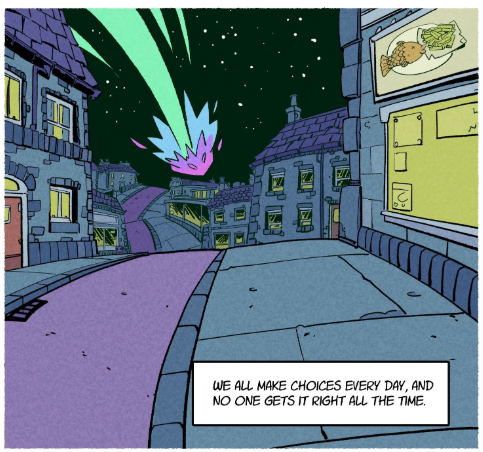 WE ALL MAKE CHOICES EVERY DAY, AND
NO ONE GETS IT RIGHT ALL THE TIME.